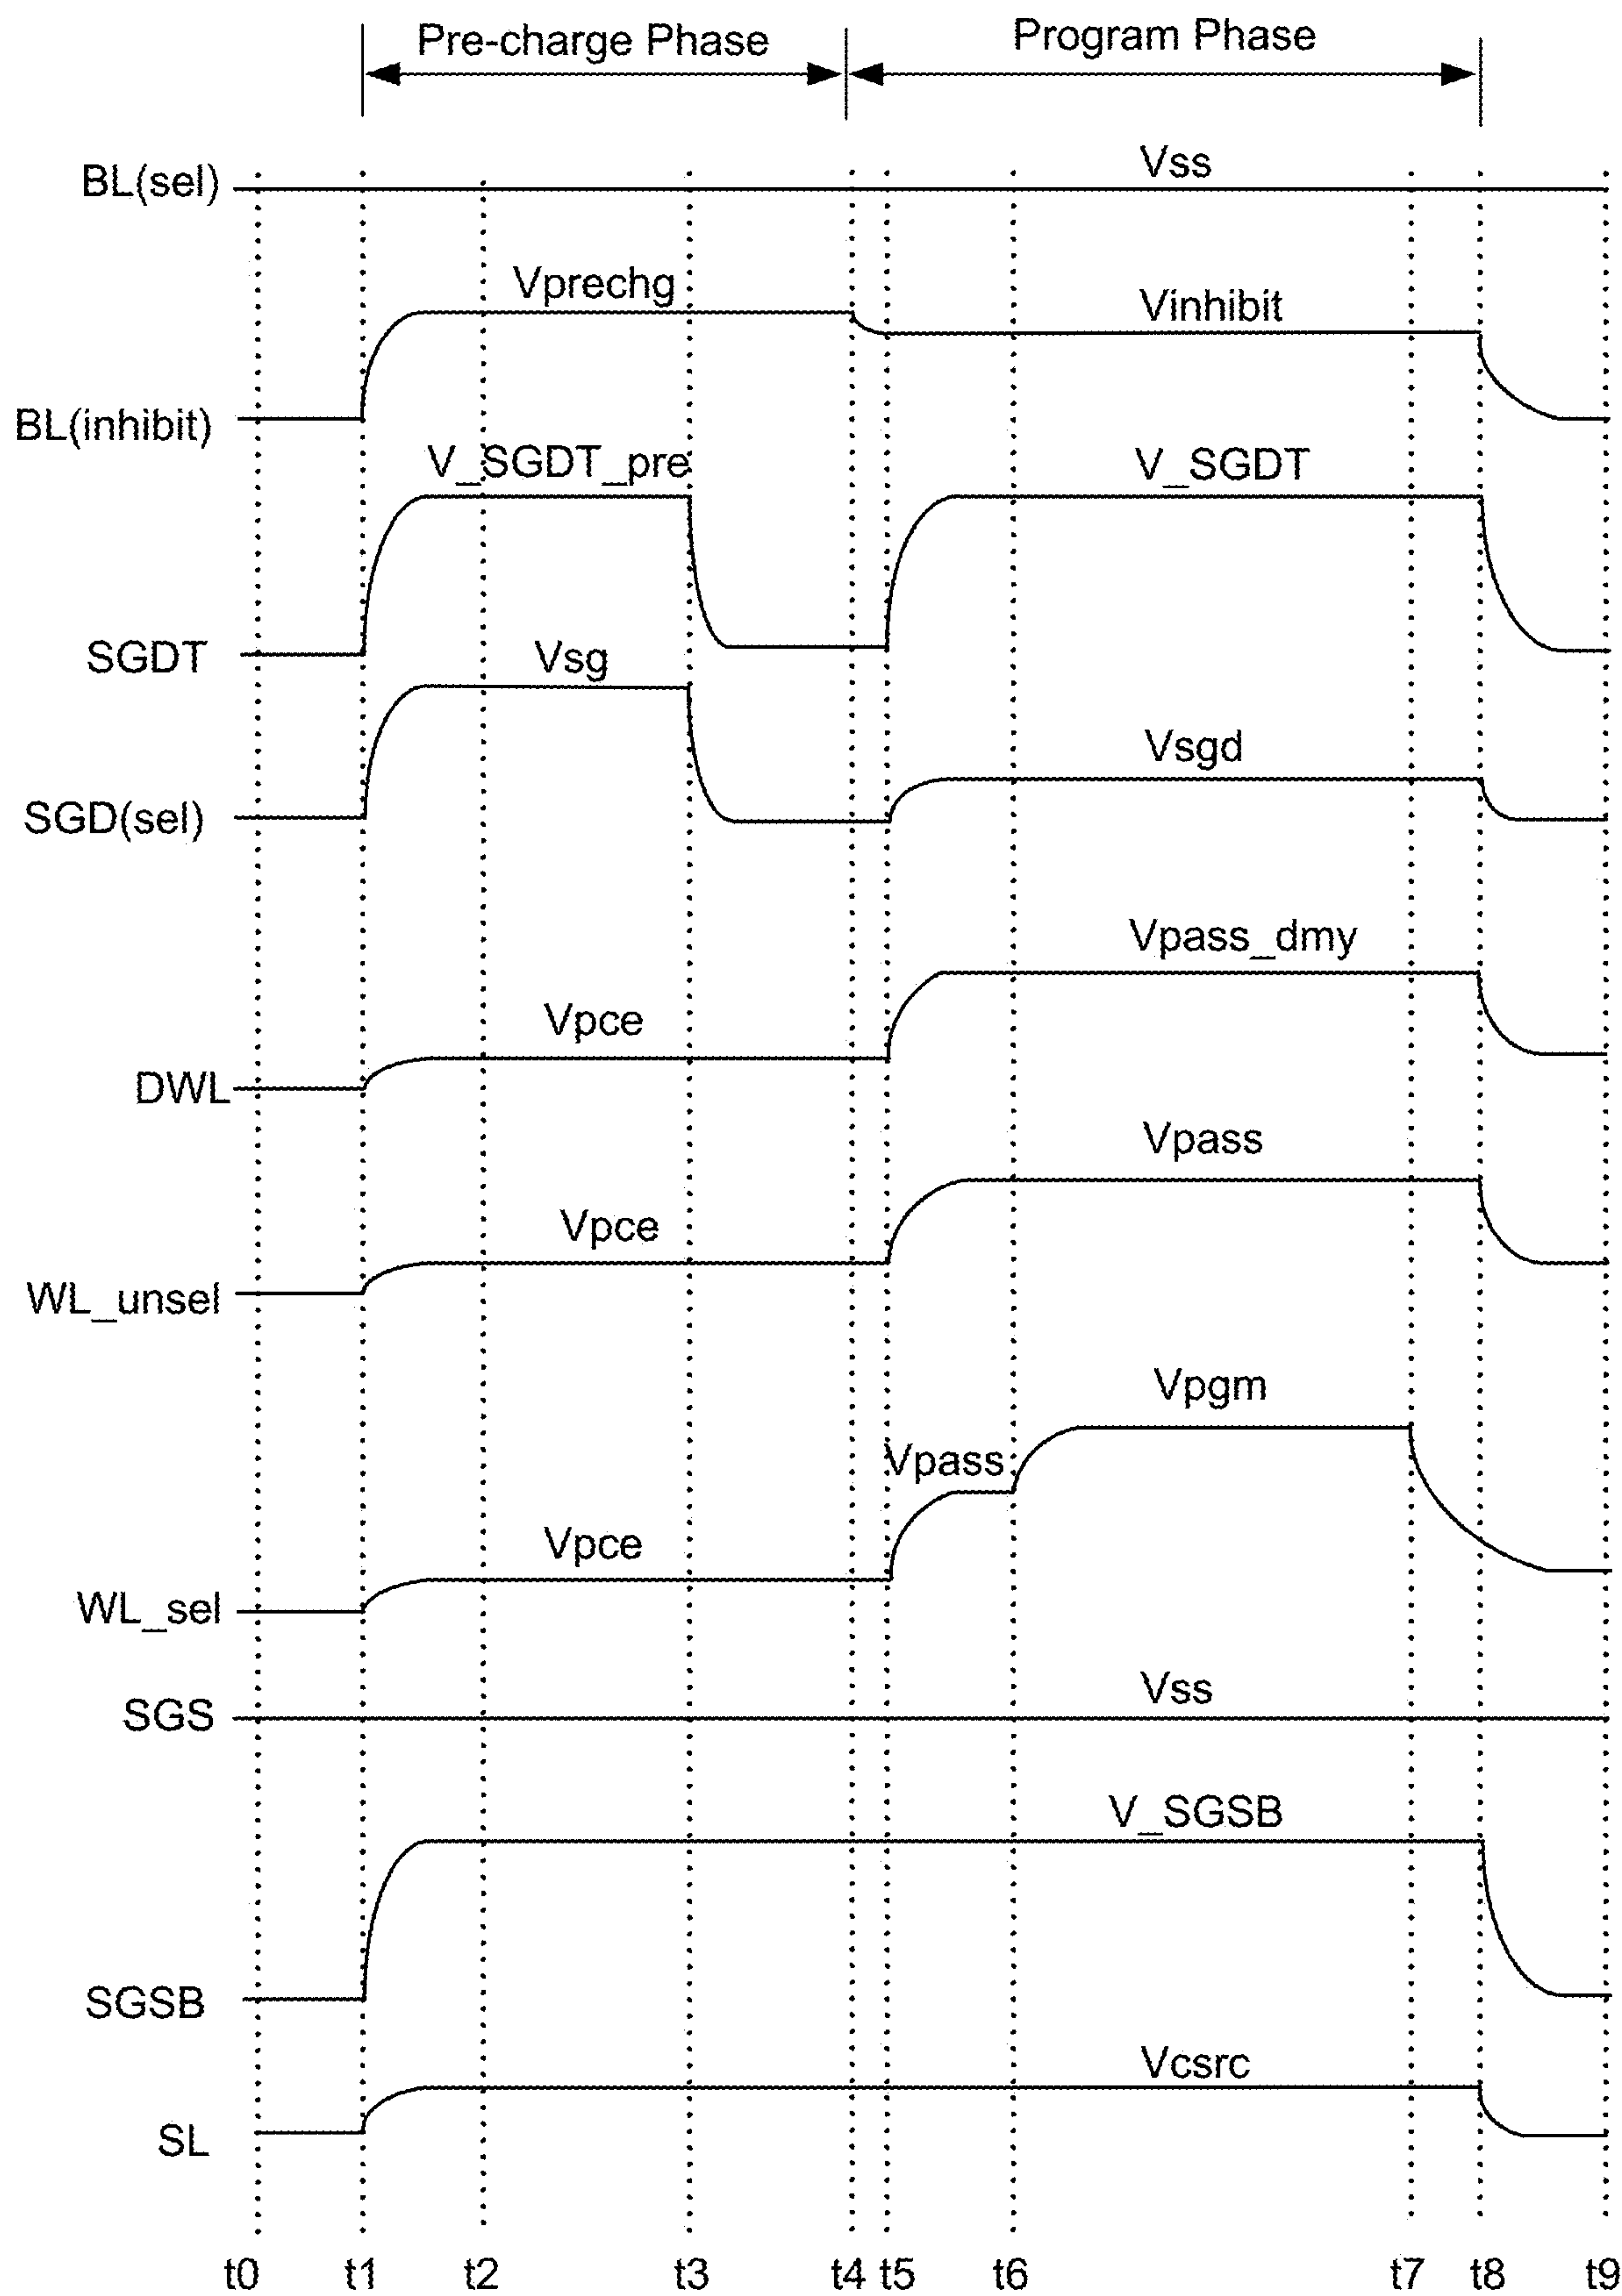 Pre-charge Phase
Program Phase
BL(sel)
Vss
BL(inhibit)
Vprechg
Vinhibit
SGDT
V_SGDT_pre
V_SGDT
SGD(sel)
Vsg
Vsgd
DWL
Vpce
Vpass_dmy
WL_unsel
Vpce
Vpass
WL_sel
Vpce
Vpass
Vpgm
SGS
Vss
SGSB
V_SGSB
SL
Vcsrc
t0 t1 t2 t3 t4 t5 t6 t7 t8 t9